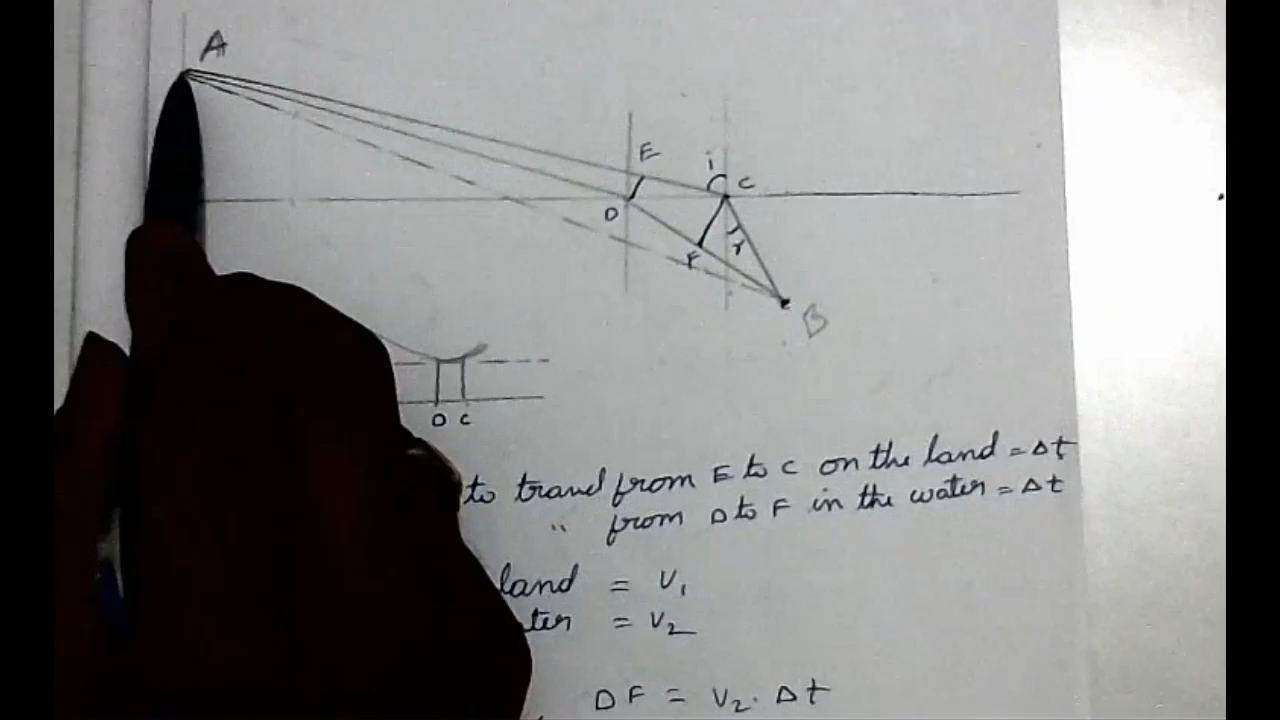 A
E
i
C
D
F
r
B
D C
to travel from E to C on the land = Δt
" from D to F in the water = Δt
land = V₁
ter = V₂
DF = V₂. Δt